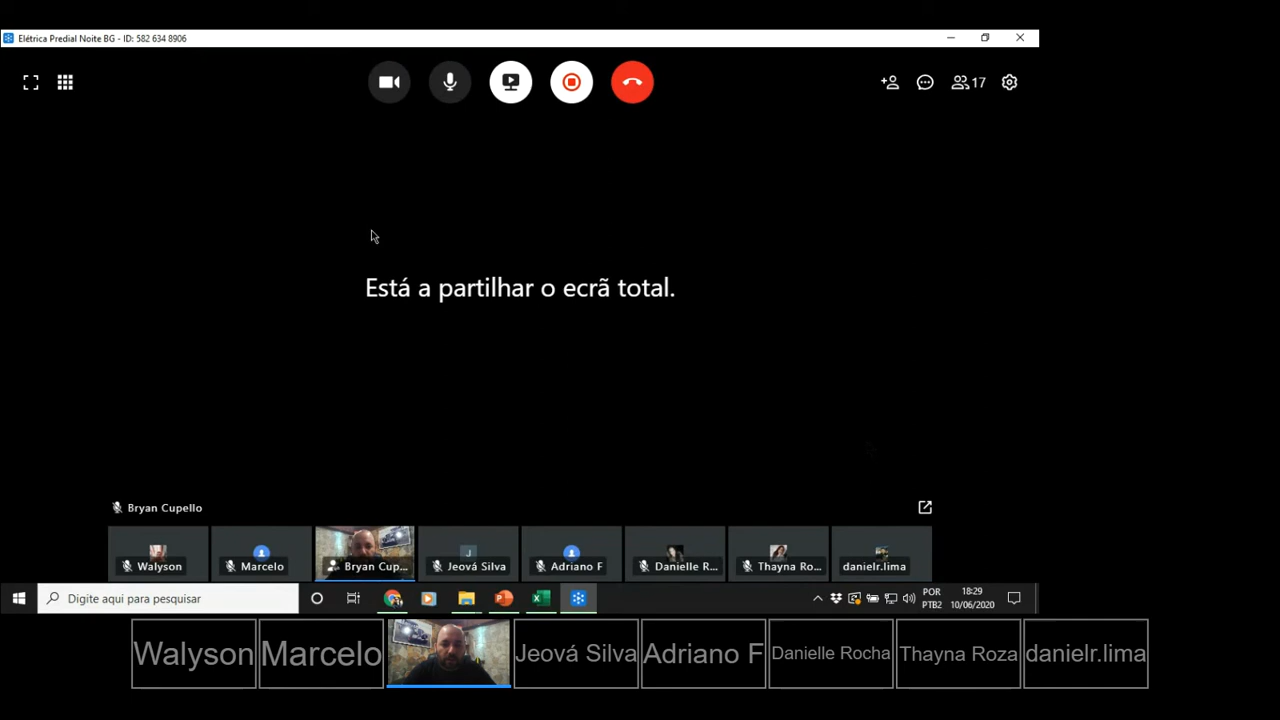 Elétrica Predial Noite BG - ID: 582 634 8906
17
Está a partilhar o ecrã total.
Bryan Cupello
Walyson
Marcelo
Bryan Cup...
Jeová Silva
J
Adriano F
Danielle R...
Thayna Ro...
danielr.lima
Digite aqui para pesquisar
POR
PTB2
18:29
10/06/2020
Walyson
Marcelo
Jeová Silva
Adriano F
Danielle Rocha
Thayna Roza
danielr.lima